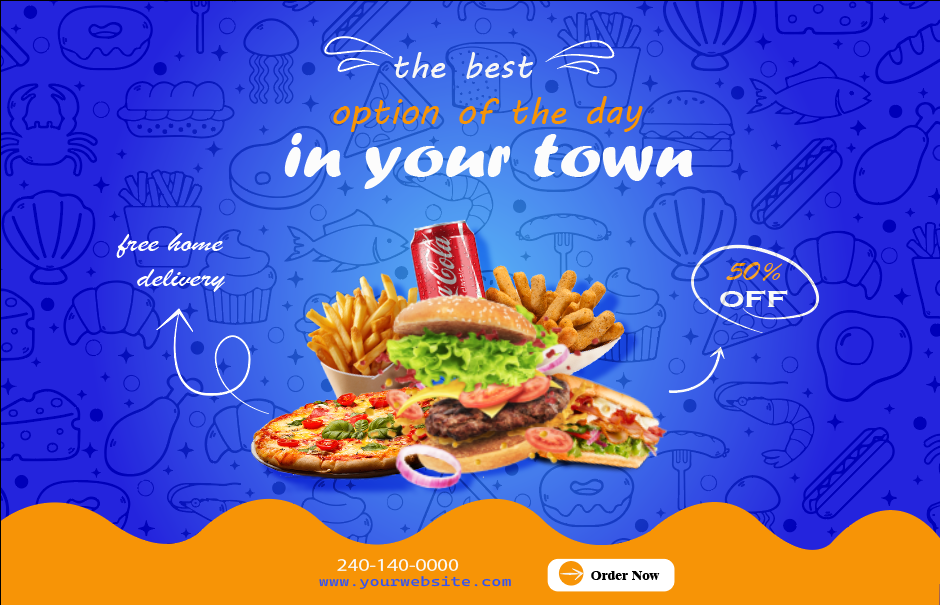 the best
option of the day
in your town
free home
delivery
50%
OFF
Coca-Cola
240-140-0000
www.yourwebsite.com
Order Now